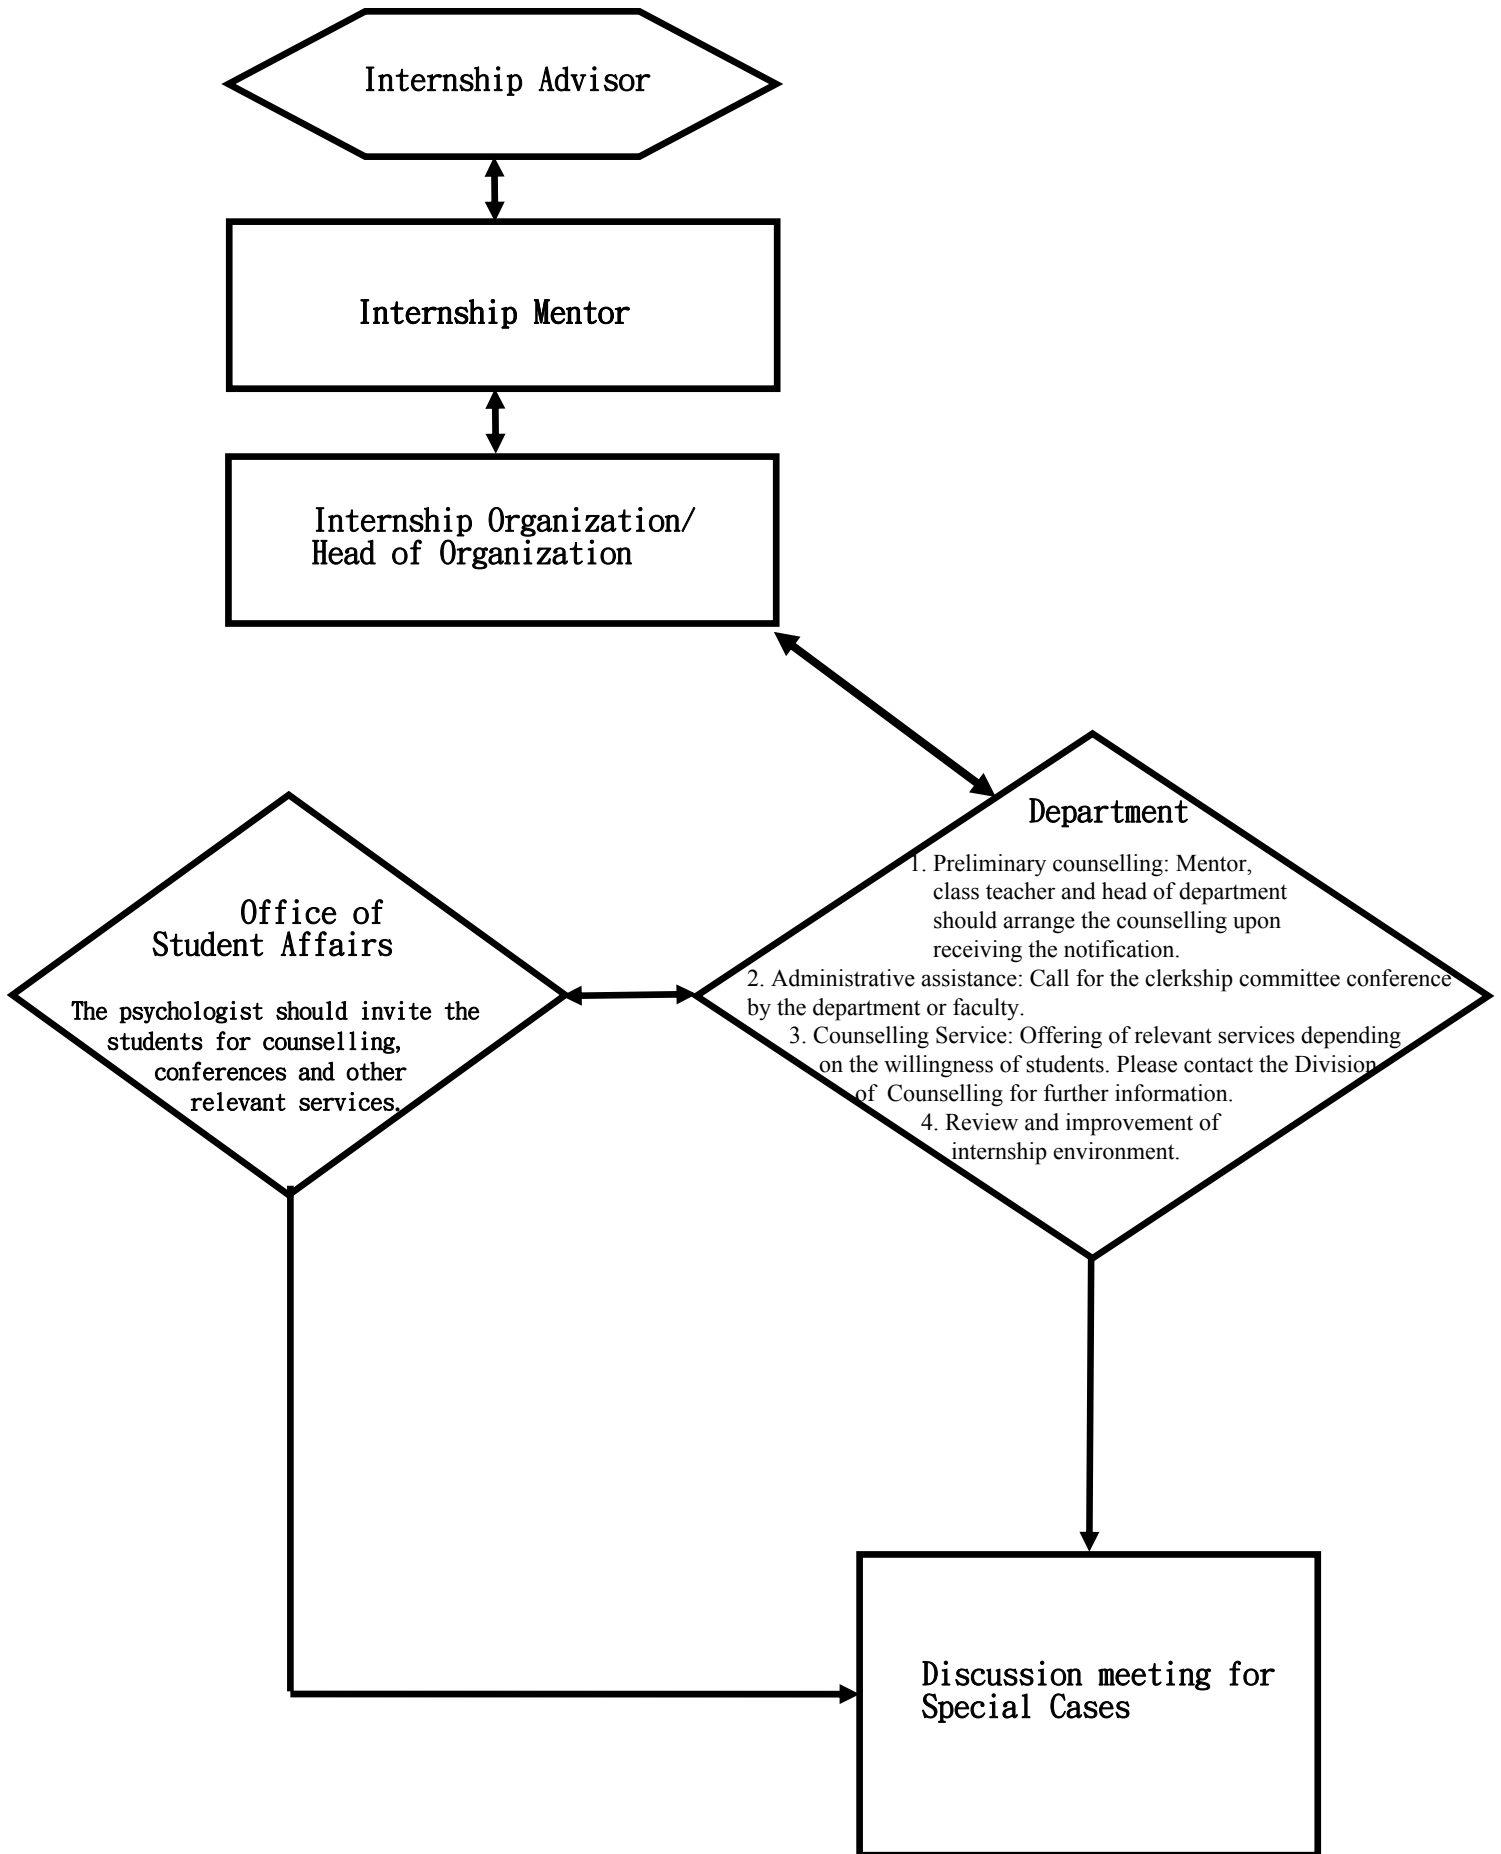 Internship Advisor
Internship Mentor
Internship Organization/
Head of Organization
Department
1. Preliminary counselling: Mentor,
class teacher and head of department
should arrange the counselling upon
receiving the notification.
2. Administrative assistance: Call for the clerkship committee conference
by the department or faculty.
3. Counselling Service: Offering of relevant services depending
on the willingness of students. Please contact the Division
of Counselling for further information.
4. Review and improvement of
internship environment.
Office of
Student Affairs
The psychologist should invite the
students for counselling,
conferences and other
relevant services.
Discussion meeting for
Special Cases